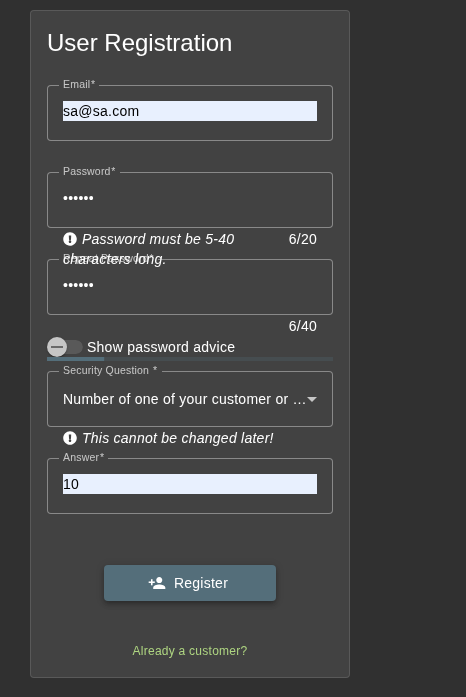 User Registration
Email*
sa@sa.com
Password*
••••••
Password must be 5-40 6/20
characters long.
Repeat Password*
••••••
6/40
Show password advice
Security Question *
Number of one of your customer or ...
This cannot be changed later!
Answer*
10
Register
Already a customer?